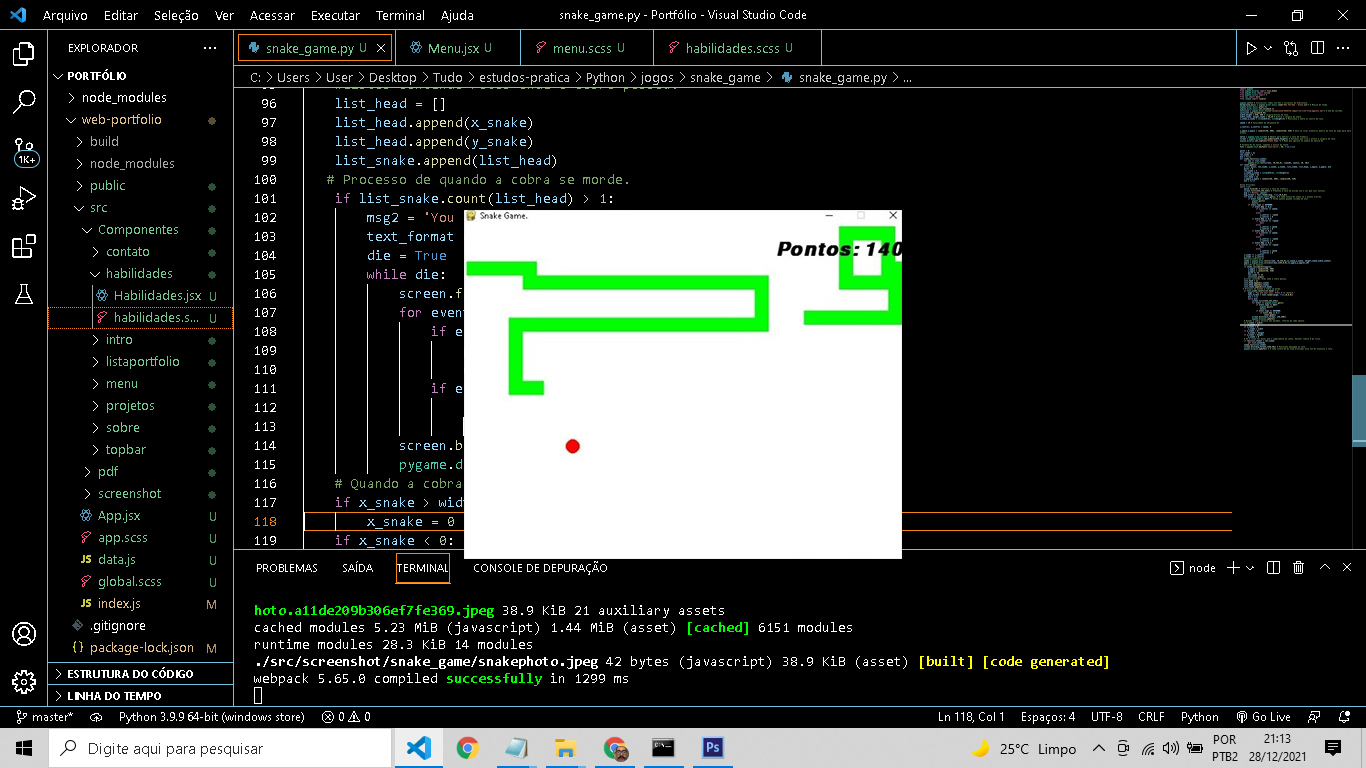 Arquivo Editar Seleção Ver Acessar Executar Terminal Ajuda
snake_game.py - Portfólio - Visual Studio Code
EXPLORADOR
PORTFÓLIO
node_modules
web-portfolio
build
node_modules
public
src
Componentes
contato
habilidades
Habilidades.jsx U
habilidades.s... U
intro
listaportfolio
menu
projetos
sobre
topbar
pdf
screenshot
App.jsx U
app.scss U
data.js U
global.scss U
index.js M
.gitignore
package-lock.json M
ESTRUTURA DO CÓDIGO
LINHA DO TEMPO
1K+
snake_game.py U
Menu.jsx U
menu.scss U
habilidades.scss U
C: > Users > User > Desktop > Tudo > estudos-pratica > Python > jogos > snake_game > snake_game.py > ...
96 list_head = []
97 list_head.append(x_snake)
98 list_head.append(y_snake)
99 list_snake.append(list_head)
100 # Processo de quando a cobra se morde.
101 if list_snake.count(list_head) > 1:
102 msg2 = 'You
103 text_format
104 die = True
105 while die:
106 screen.f
107 for even
108 if e
109
110
111 if e
112
113
114 screen.b
115 pygame.d
116 # Quando a cobra
117 if x_snake > wid
118 x_snake = 0
119 if x_snake < 0:
Snake Game.
Pontos: 140
PROBLEMAS SAÍDA TERMINAL CONSOLE DE DEPURAÇÃO
node
hoto.a11de209b306ef7fe369.jpeg 38.9 KiB 21 auxiliary assets
cached modules 5.23 MiB (javascript) 1.44 MiB (asset) [cached] 6151 modules
runtime modules 28.3 KiB 14 modules
./src/screenshot/snake_game/snakephoto.jpeg 42 bytes (javascript) 38.9 KiB (asset) [built] [code generated]
webpack 5.65.0 compiled successfully in 1299 ms
master* Python 3.9.9 64-bit (windows store) 0 0
Ln 118, Col 1 Espaços: 4 UTF-8 CRLF Python Go Live
Digite aqui para pesquisar
Ps
25°C Limpo
POR
PTB2
21:13
28/12/2021